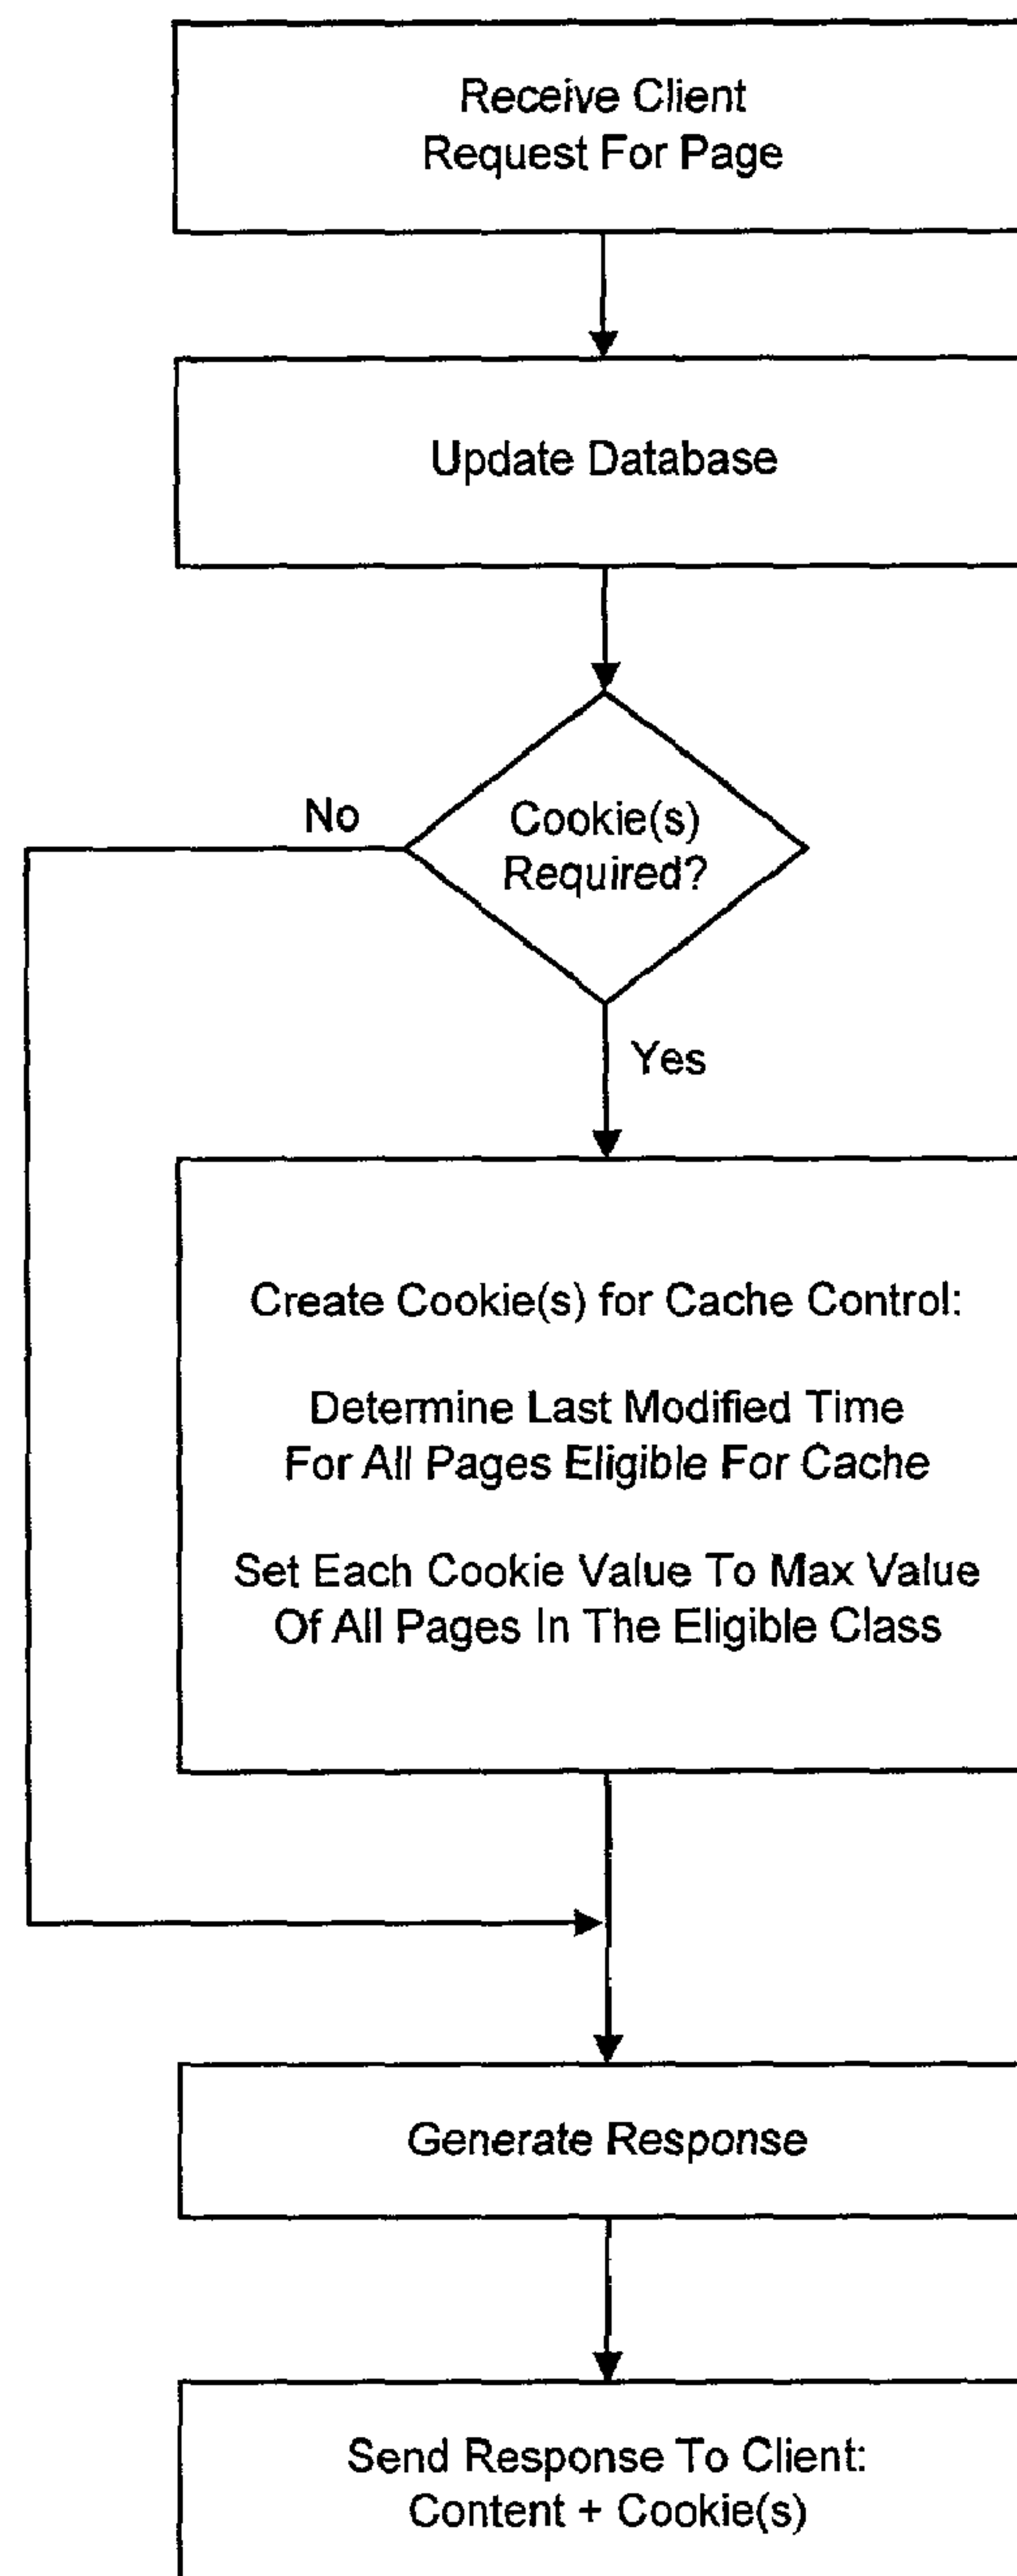 Receive Client
Request For Page
Update Database
No
Cookie(s)
Required?
Yes
Create Cookie(s) for Cache Control:
Determine Last Modified Time
For All Pages Eligible For Cache
Set Each Cookie Value To Max Value
Of All Pages In The Eligible Class
Generate Response
Send Response To Client:
Content + Cookie(s)